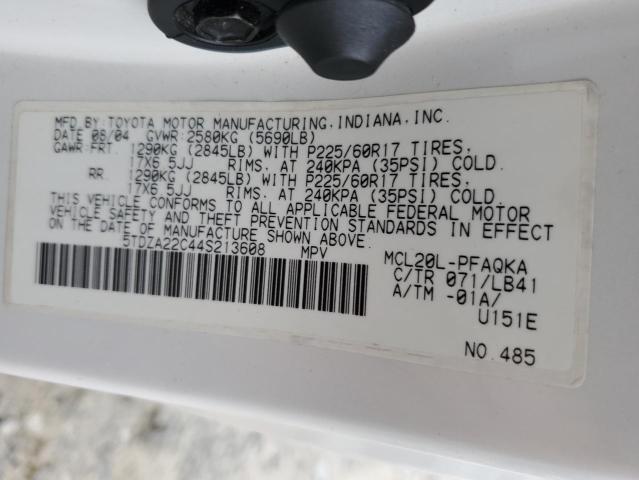 MFD.BY:TOYOTA MOTOR MANUFACTURING,INDIANA,INC.
DATE 08/04 GVWR:2580KG (5690LB)
GAWR:FRT. 1290KG (2845LB) WITH P225/60R17 TIRES,
17X6.5JJ RIMS, AT 240KPA (35PSI) COLD.
RR. 1290KG (2845LB) WITH P225/60R17 TIRES,
17X6.5JJ RIMS, AT 240KPA (35PSI) COLD.
THIS VEHICLE CONFORMS TO ALL APPLICABLE FEDERAL MOTOR
VEHICLE SAFETY AND THEFT PREVENTION STANDARDS IN EFFECT
ON THE DATE OF MANUFACTURE SHOWN ABOVE.
5TDZA22C44S213608 MPV
MCL20L-PFAQKA
C/TR 071/LB41
A/TM -01A/
U151E
NO.485